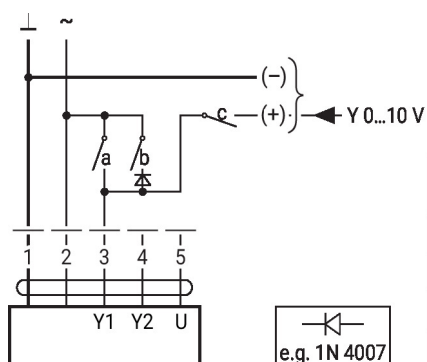 ⊥ ~
(–)
c (+) Y 0...10 V
a b
1 2 3 4 5
Y1 Y2 U
e.g. 1N 4007